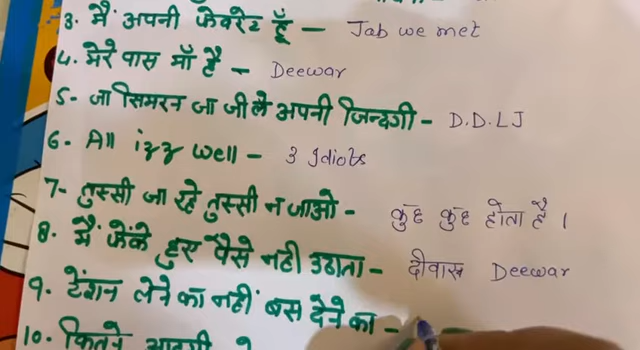 3. मैं अपनी फेवरेट हूँ - Jab we met
4. मेरे पास माँ है - Deewar
5- जा सिमरन जा जी ले अपनी जिन्दगी - D.D.L.J
6- All izz well - 3 Idiots
7- तुस्सी जा रहे तुस्सी न जाओ - कुछ कुछ होता है।
8. मैं फेंके हुए पैसे नही उठाता - Deewar
9. टेंशन लेने का नहीं बस देने का -
10. कितने आदमी